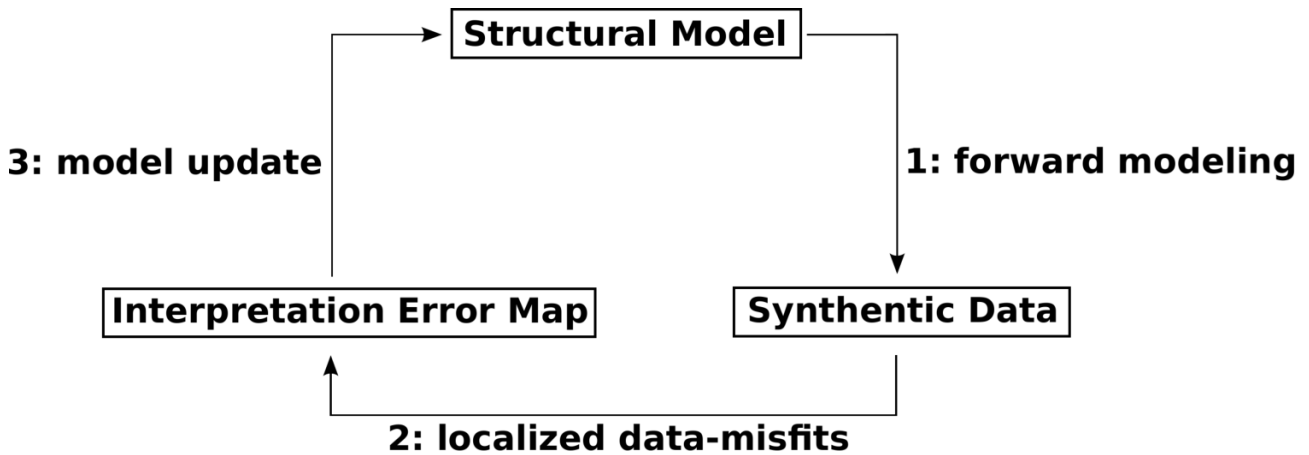 Structural Model
3: model update
1: forward modeling
Interpretation Error Map
Synthentic Data
2: localized data-misfits